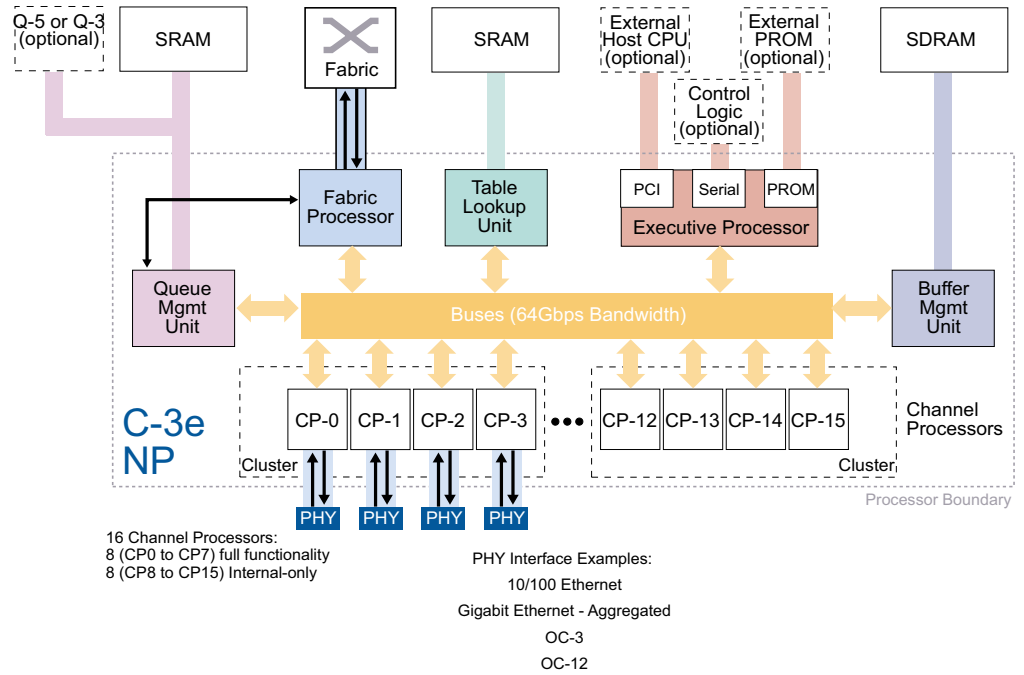 Q-5 or Q-3
(optional)
SRAM
Fabric
SRAM
External
Host CPU
(optional)
External
PROM
(optional)
SDRAM
Control
Logic
(optional)
Fabric
Processor
Table
Lookup
Unit
PCI
Serial
PROM
Executive Processor
Queue
Mgmt
Unit
Buses (64Gbps Bandwidth)
Buffer
Mgmt
Unit
C-3e
NP
CP-0
CP-1
CP-2
CP-3
CP-12
CP-13
CP-14
CP-15
Channel
Processors
Cluster
Cluster
Processor Boundary
PHY
PHY
PHY
PHY
16 Channel Processors:
8 (CP0 to CP7) full functionality
8 (CP8 to CP15) Internal-only
PHY Interface Examples:
10/100 Ethernet
Gigabit Ethernet - Aggregated
OC-3
OC-12